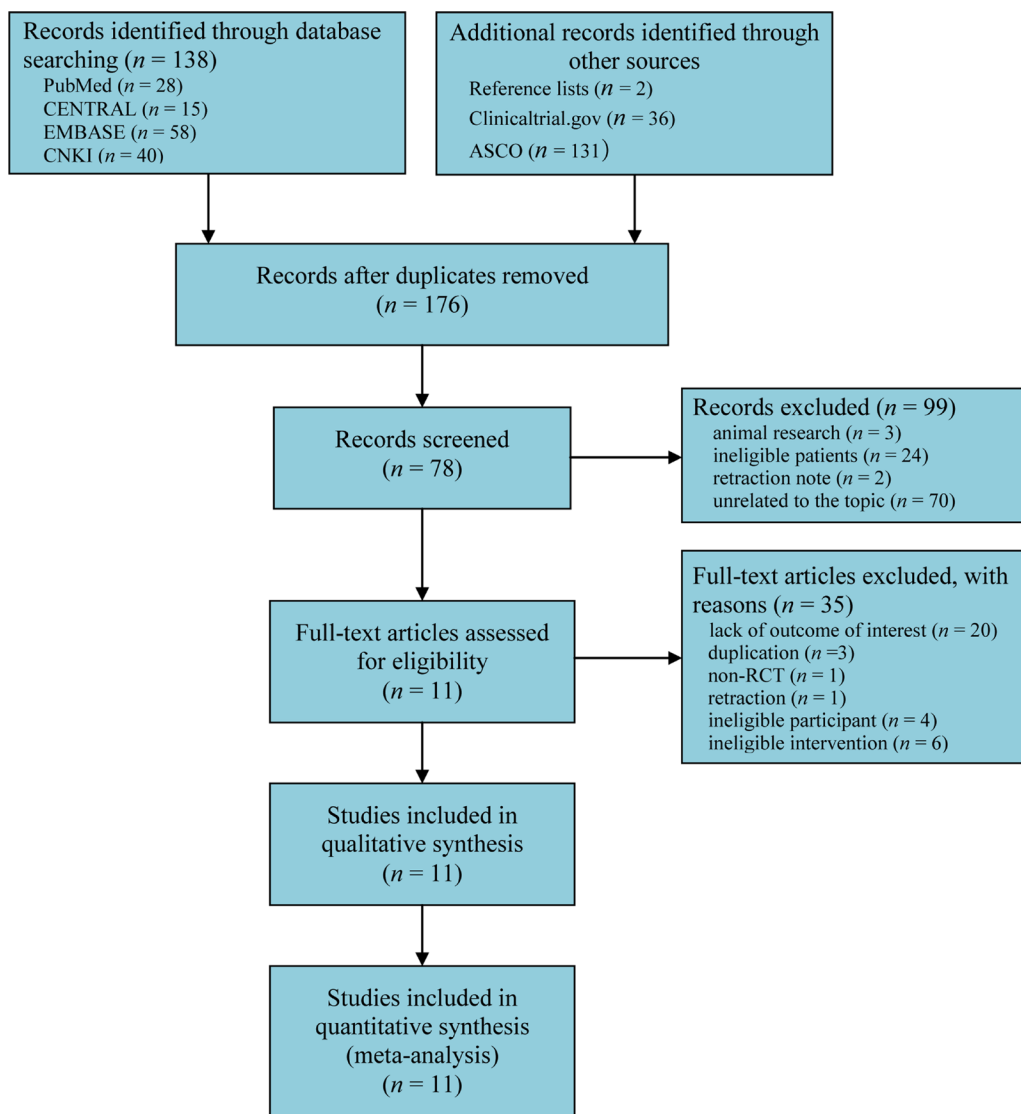 Records identified through database
searching (n = 138)
PubMed (n = 28)
CENTRAL (n = 15)
EMBASE (n = 58)
CNKI (n = 40)
Additional records identified through
other sources
Reference lists (n = 2)
Clinicaltrial.gov (n = 36)
ASCO (n = 131)
Records after duplicates removed
(n = 176)
Records screened
(n = 78)
Records excluded (n = 99)
animal research (n = 3)
ineligible patients (n = 24)
retraction note (n = 2)
unrelated to the topic (n = 70)
Full-text articles assessed
for eligibility
(n = 11)
Full-text articles excluded, with
reasons (n = 35)
lack of outcome of interest (n = 20)
duplication (n =3)
non-RCT (n = 1)
retraction (n = 1)
ineligible participant (n = 4)
ineligible intervention (n = 6)
Studies included in
qualitative synthesis
(n = 11)
Studies included in
quantitative synthesis
(meta-analysis)
(n = 11)